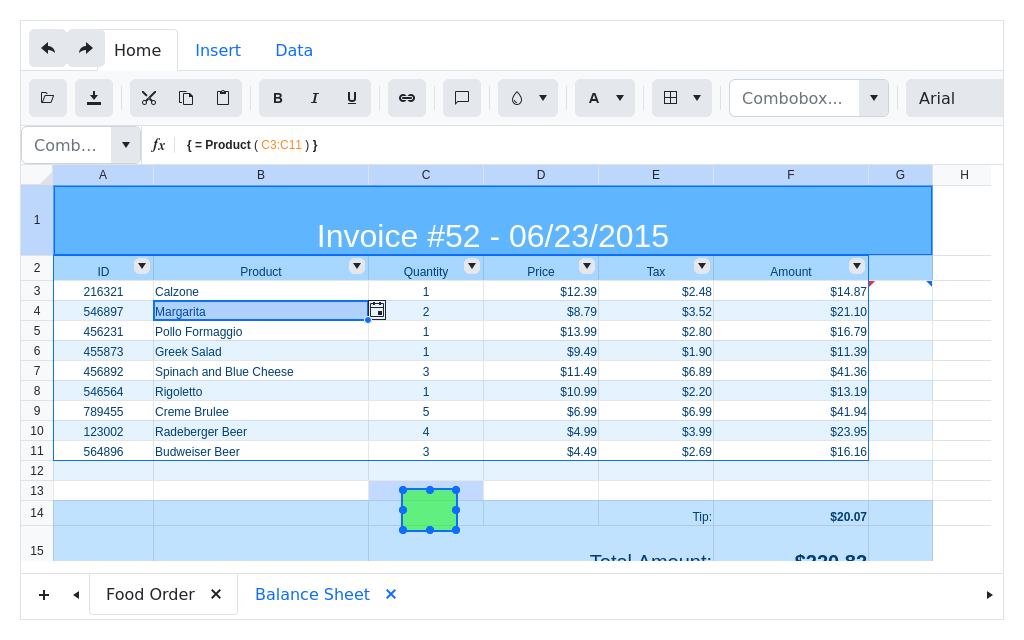 Home Insert Data
B I U A Combobox... Arial
Comb... fx { = Product ( C3:C11 ) }
A B C D E F G H
1 Invoice #52 - 06/23/2015
2 ID Product Quantity Price Tax Amount
3 216321 Calzone 1 $12.39 $2.48 $14.87
4 546897 Margarita 2 $8.79 $3.52 $21.10
5 456231 Pollo Formaggio 1 $13.99 $2.80 $16.79
6 455873 Greek Salad 1 $9.49 $1.90 $11.39
7 456892 Spinach and Blue Cheese 3 $11.49 $6.89 $41.36
8 546564 Rigoletto 1 $10.99 $2.20 $13.19
9 789455 Creme Brulee 5 $6.99 $6.99 $41.94
10 123002 Radeberger Beer 4 $4.99 $3.99 $23.95
11 564896 Budweiser Beer 3 $4.49 $2.69 $16.16
12
13
14 Tip: $20.07
15 Total Amount: $220.82
Food Order Balance Sheet